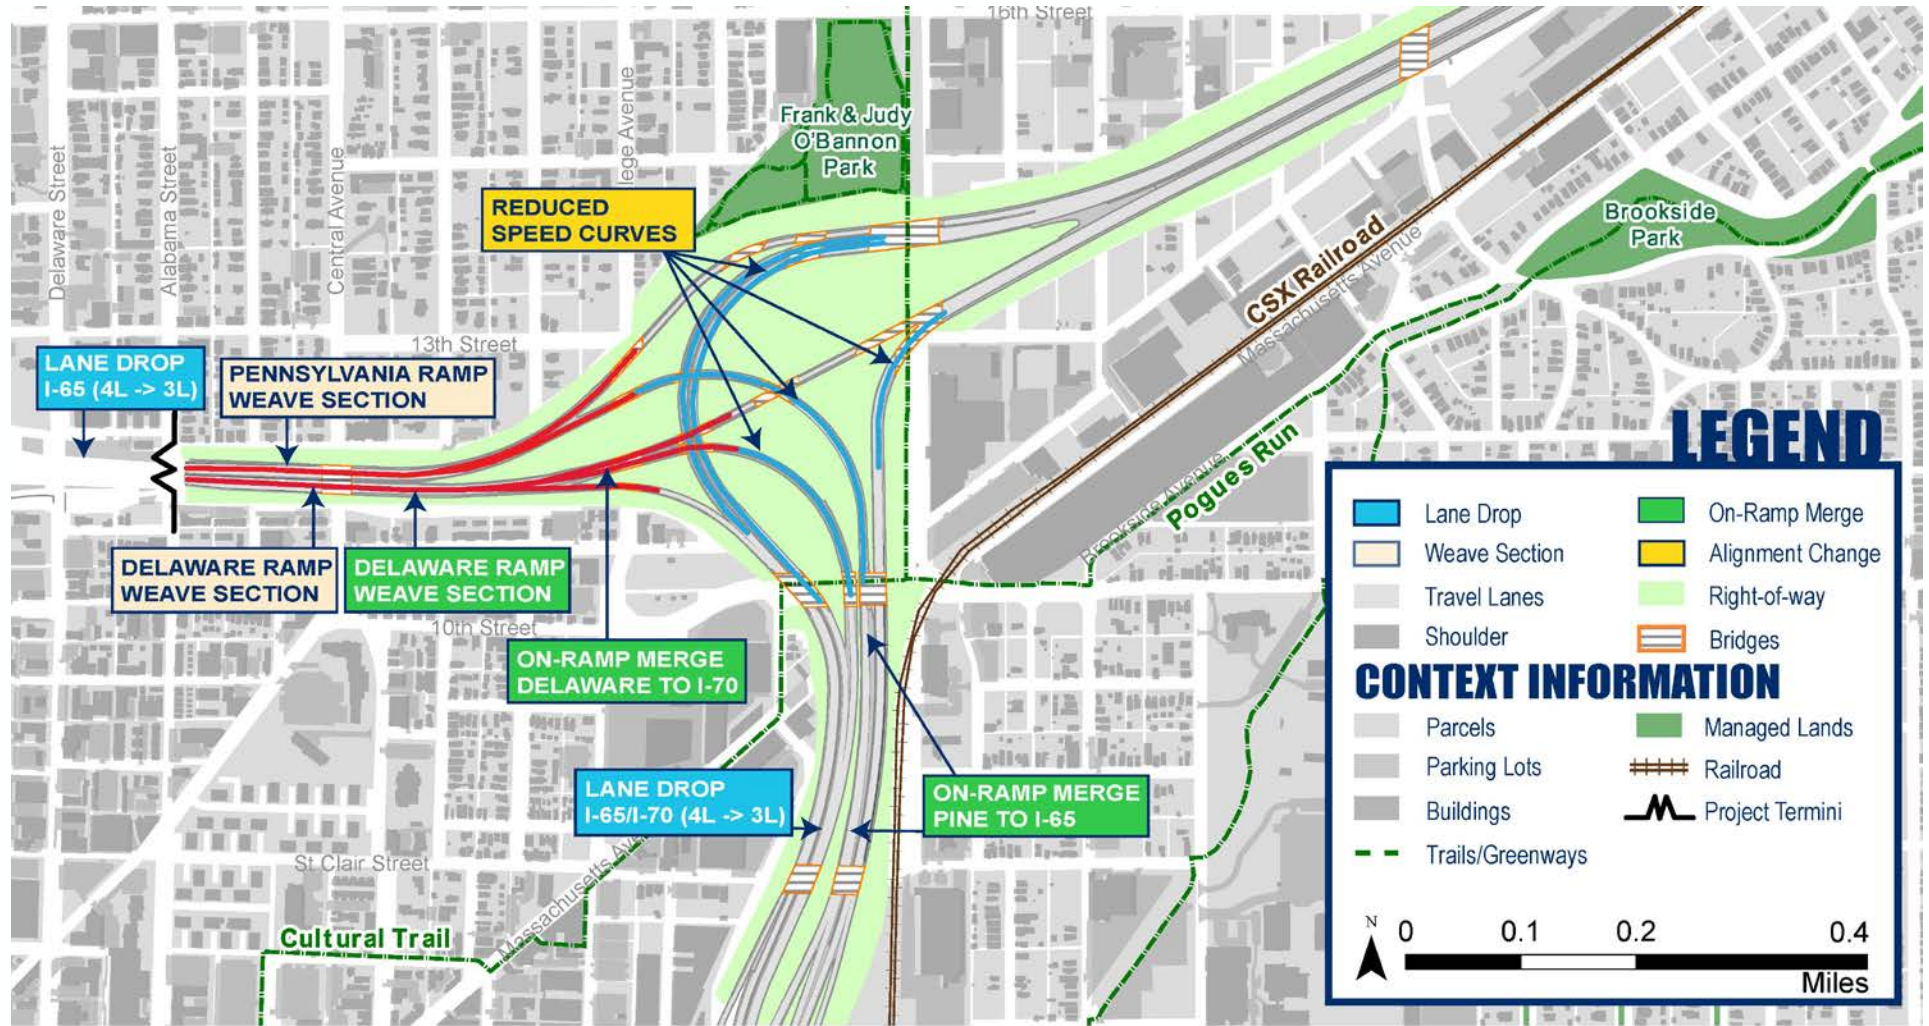 16th Street
Frank & Judy
O'Bannon
Park
Delaware Street
Alabama Street
Central Avenue
lege Avenue
REDUCED
SPEED CURVES
Brookside
Park
CSX Railroad
Massachusetts Avenue
13th Street
LANE DROP
I-65 (4L -> 3L)
PENNSYLVANIA RAMP
WEAVE SECTION
Pogues Run
Brookside Avenue
DELAWARE RAMP
WEAVE SECTION
DELAWARE RAMP
WEAVE SECTION
10th Street
ON-RAMP MERGE
DELAWARE TO I-70
LANE DROP
I-65/I-70 (4L -> 3L)
ON-RAMP MERGE
PINE TO I-65
St Clair Street
Massachusetts Ave
Cultural Trail
LEGEND
Lane Drop
On-Ramp Merge
Weave Section
Alignment Change
Travel Lanes
Right-of-way
Shoulder
Bridges
CONTEXT INFORMATION
Parcels
Managed Lands
Parking Lots
Railroad
Buildings
Project Termini
Trails/Greenways
N
0 0.1 0.2 0.4
Miles